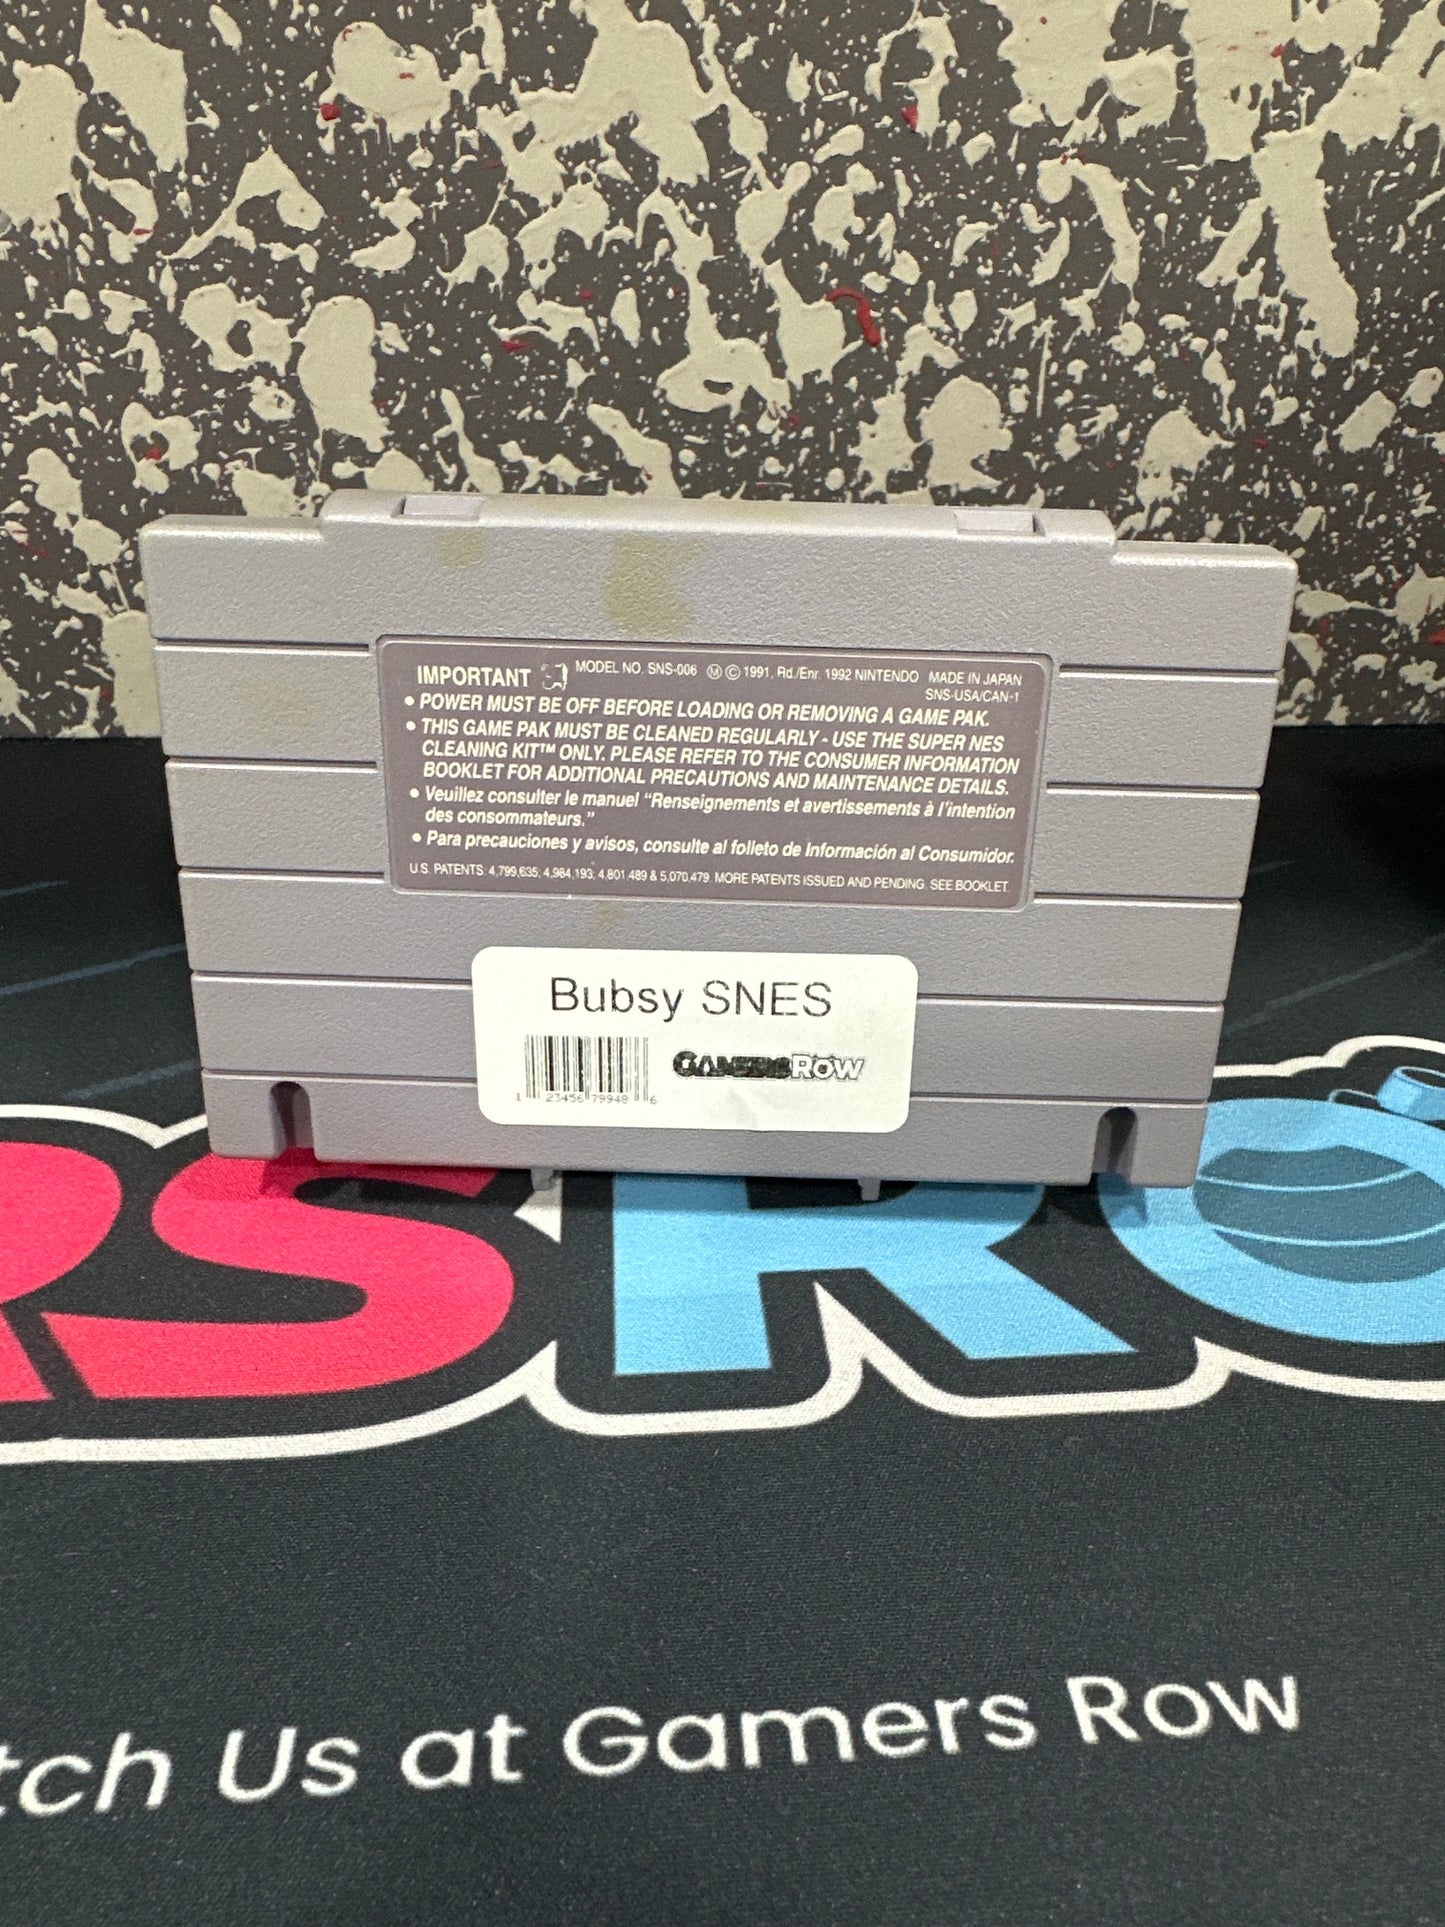 IMPORTANT MODEL NO. SNS-006 Ⓜ © 1991, Rd./Enr. 1992 NINTENDO MADE IN JAPAN
SNS-USA/CAN-1
• POWER MUST BE OFF BEFORE LOADING OR REMOVING A GAME PAK.
• THIS GAME PAK MUST BE CLEANED REGULARLY - USE THE SUPER NES
CLEANING KIT™ ONLY. PLEASE REFER TO THE CONSUMER INFORMATION
BOOKLET FOR ADDITIONAL PRECAUTIONS AND MAINTENANCE DETAILS.
• Veuillez consulter le manuel “Renseignements et avertissements à l’intention
des consommateurs.”
• Para precauciones y avisos, consulte al folleto de Información al Consumidor.
U.S. PATENTS: 4,799,635; 4,984,193; 4,801,489 & 5,070,479. MORE PATENTS ISSUED AND PENDING. SEE BOOKLET.
Bubsy SNES
GAMERSROW
1 23456 79948 6
RSRO
tch Us at Gamers Row